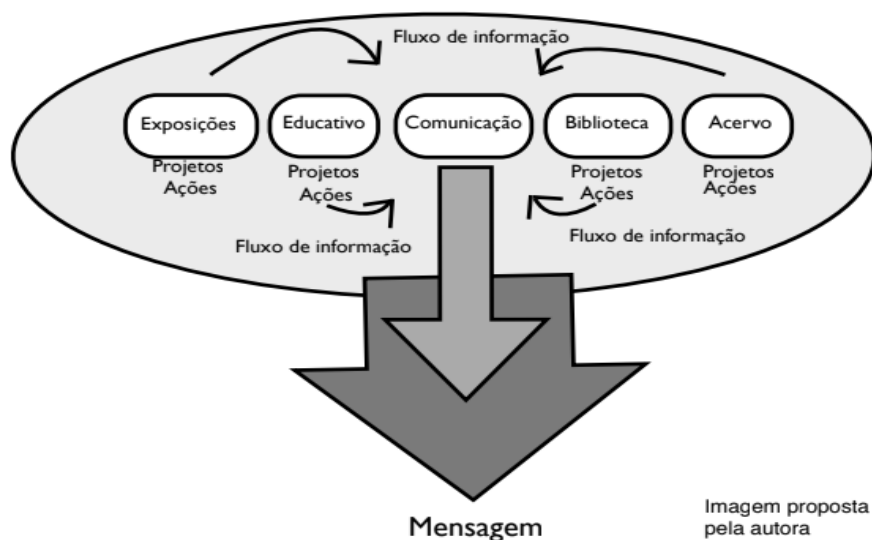 Fluxo de informação
Exposições
Educativo
Comunicação
Biblioteca
Acervo
Projetos
Ações
Projetos
Ações
Projetos
Ações
Projetos
Ações
Fluxo de informação
Fluxo de informação
Mensagem
Imagem proposta
pela autora